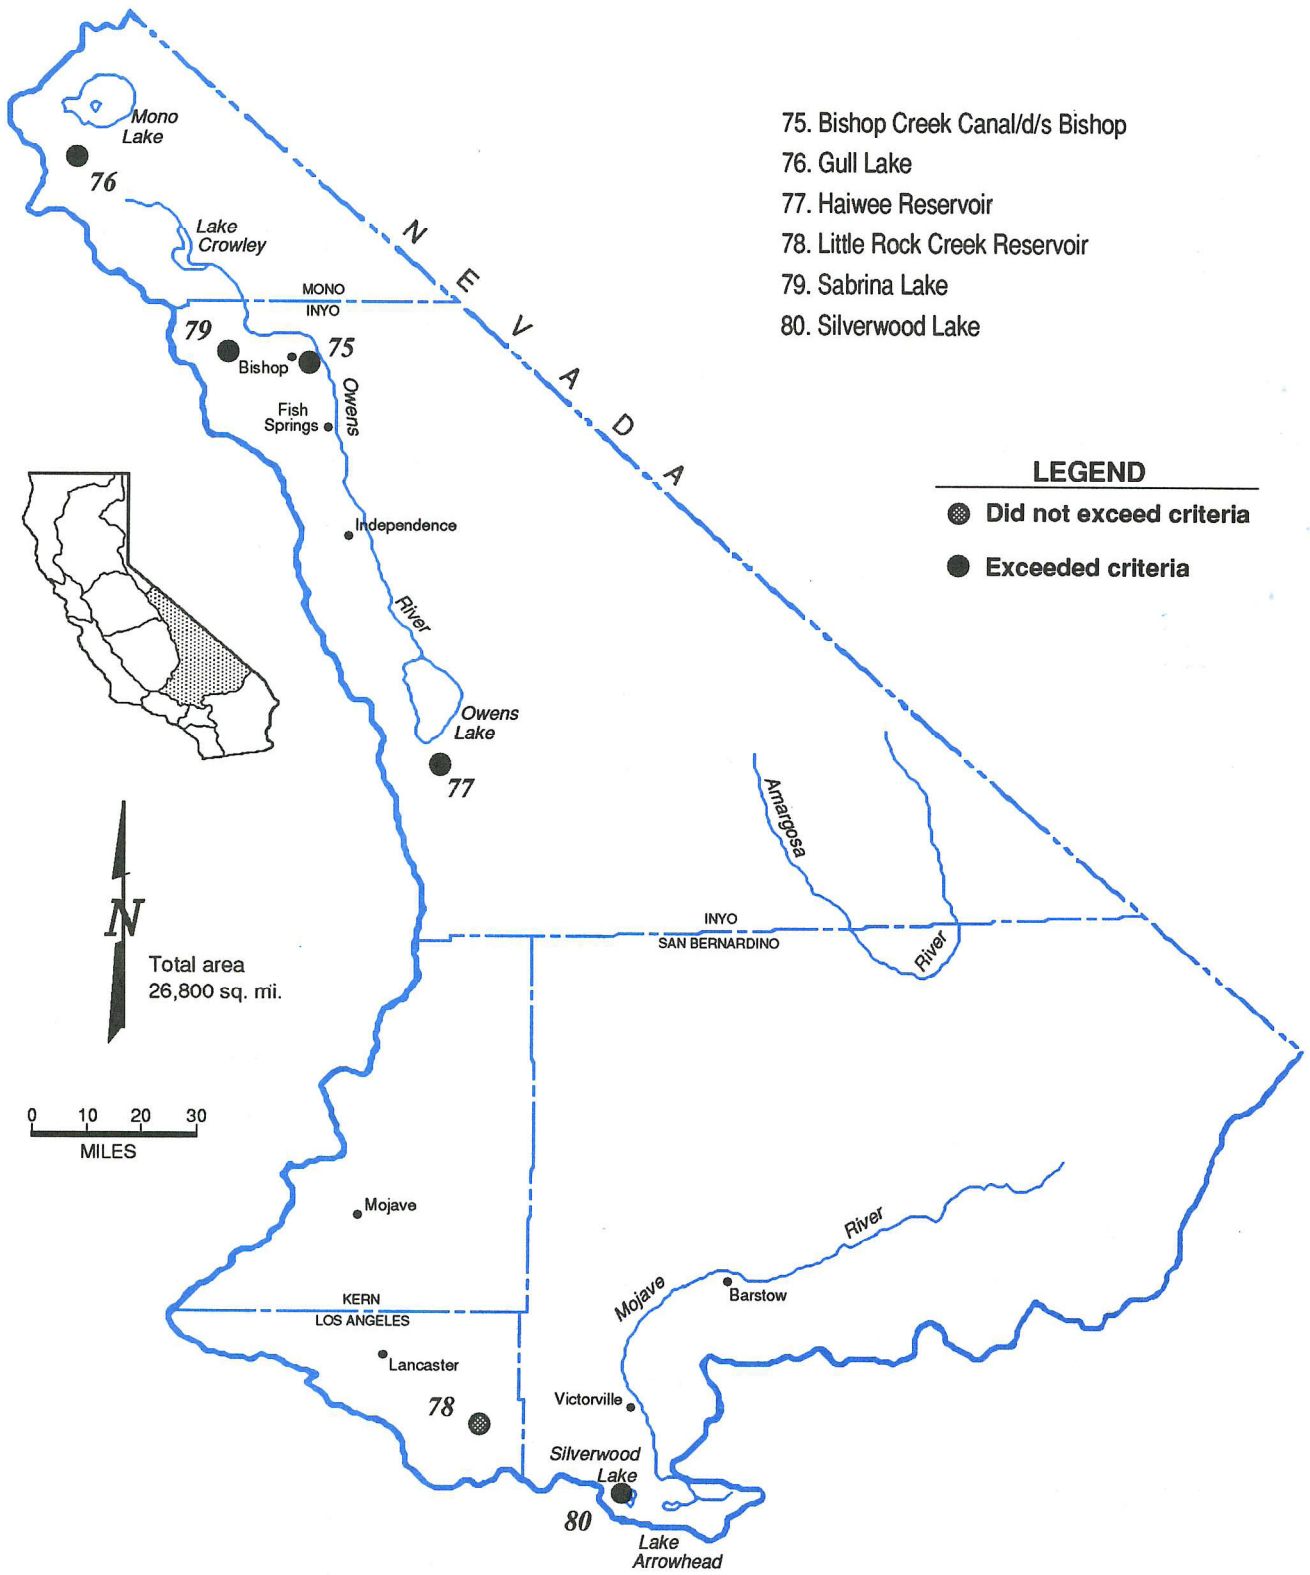 Mono
Lake
76
75. Bishop Creek Canal/d/s Bishop
76. Gull Lake
77. Haiwee Reservoir
78. Little Rock Creek Reservoir
79. Sabrina Lake
80. Silverwood Lake
Lake
Crowley
NEVADA
MONO
INYO
79
Bishop
75
Owens
Fish
Springs
LEGEND
Did not exceed criteria
Exceeded criteria
Independence
River
Owens
Lake
77
Amargosa
River
N
INYO
SAN BERNARDINO
Total area
26,800 sq. mi.
0 10 20 30
MILES
Mojave
River
Mojave
Barstow
KERN
LOS ANGELES
Lancaster
78
Victorville
Silverwood
Lake
80
Lake
Arrowhead